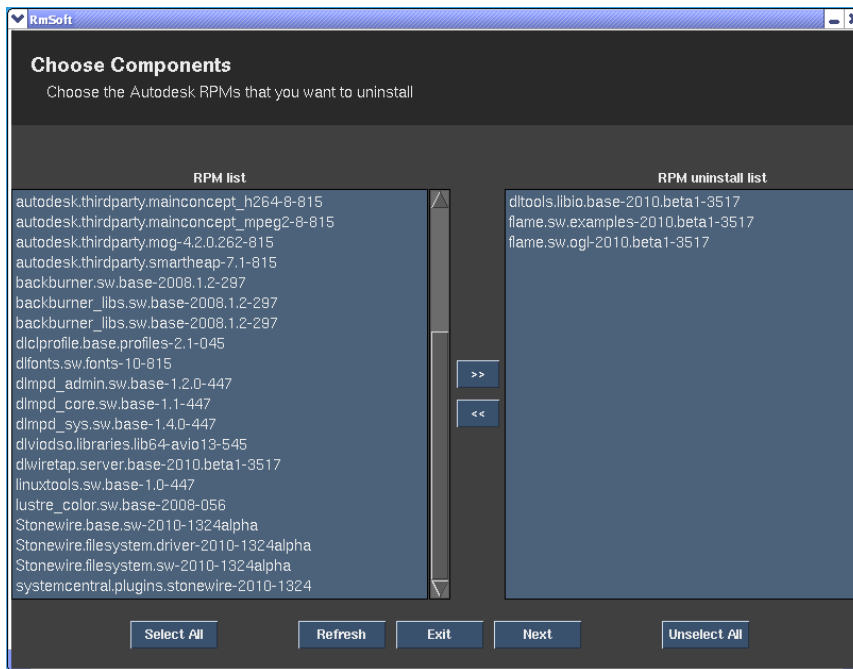 RmSoft
Choose Components
Choose the Autodesk RPMs that you want to uninstall
RPM list
autodesk.thirdparty.mainconcept_h264-8-815
autodesk.thirdparty.mainconcept_mpeg2-8-815
autodesk.thirdparty.mog-4.2.0.262-815
autodesk.thirdparty.smartheap-7.1-815
backburner.sw.base-2008.1.2-297
backburner_libs.sw.base-2008.1.2-297
backburner_libs.sw.base-2008.1.2-297
dlclprofile.base.profiles-2.1-045
dlfonts.sw.fonts-10-815
dlmpd_admin.sw.base-1.2.0-447
dlmpd_core.sw.base-1.1-447
dlmpd_sys.sw.base-1.4.0-447
dlviodso.libraries.lib64-avio13-545
dlwiretap.server.base-2010.beta1-3517
linuxtools.sw.base-1.0-447
lustre_color.sw.base-2008-056
Stonewire.base.sw-2010-1324alpha
Stonewire.filesystem.driver-2010-1324alpha
Stonewire.filesystem.sw-2010-1324alpha
systemcentral.plugins.stonewire-2010-1324
>>
<<
RPM uninstall list
dltools.libio.base-2010.beta1-3517
flame.sw.examples-2010.beta1-3517
flame.sw.ogl-2010.beta1-3517
Select All
Refresh
Exit
Next
Unselect All